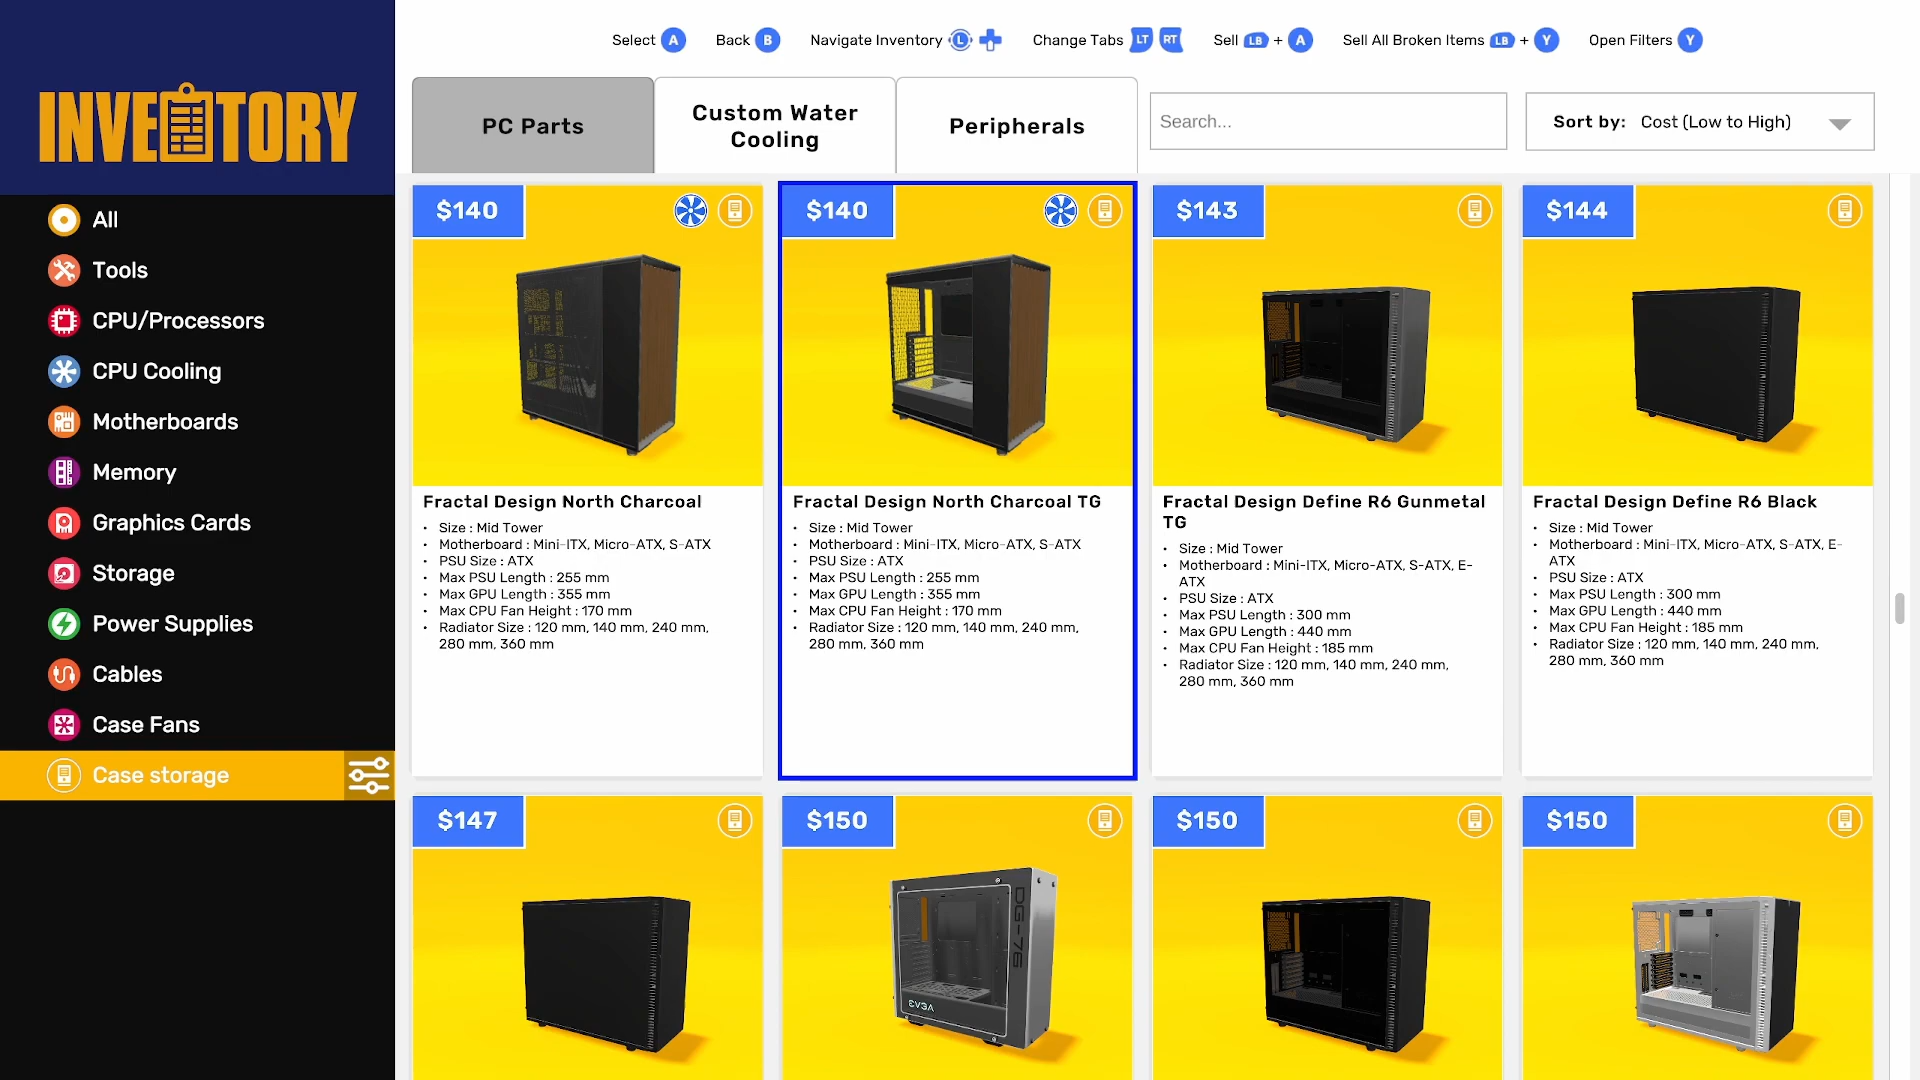 Select A Back B Navigate Inventory L Change Tabs LT RT Sell LB + A Sell All Broken Items LB + Y Open Filters Y
INVENTORY
PC Parts
Custom Water
Cooling
Peripherals
Search...
Sort by: Cost (Low to High)
All
Tools
CPU/Processors
CPU Cooling
Motherboards
Memory
Graphics Cards
Storage
Power Supplies
Cables
Case Fans
Case storage
$140
Fractal Design North Charcoal
• Size : Mid Tower
• Motherboard : Mini-ITX, Micro-ATX, S-ATX
• PSU Size : ATX
• Max PSU Length : 255 mm
• Max GPU Length : 355 mm
• Max CPU Fan Height : 170 mm
• Radiator Size : 120 mm, 140 mm, 240 mm,
280 mm, 360 mm
$140
Fractal Design North Charcoal TG
• Size : Mid Tower
• Motherboard : Mini-ITX, Micro-ATX, S-ATX
• PSU Size : ATX
• Max PSU Length : 255 mm
• Max GPU Length : 355 mm
• Max CPU Fan Height : 170 mm
• Radiator Size : 120 mm, 140 mm, 240 mm,
280 mm, 360 mm
$143
Fractal Design Define R6 Gunmetal
TG
• Size : Mid Tower
• Motherboard : Mini-ITX, Micro-ATX, S-ATX, E-
ATX
• PSU Size : ATX
• Max PSU Length : 300 mm
• Max GPU Length : 440 mm
• Max CPU Fan Height : 185 mm
• Radiator Size : 120 mm, 140 mm, 240 mm,
280 mm, 360 mm
$144
Fractal Design Define R6 Black
• Size : Mid Tower
• Motherboard : Mini-ITX, Micro-ATX, S-ATX, E-
ATX
• PSU Size : ATX
• Max PSU Length : 300 mm
• Max GPU Length : 440 mm
• Max CPU Fan Height : 185 mm
• Radiator Size : 120 mm, 140 mm, 240 mm,
280 mm, 360 mm
$147
$150
DG-76
EVGA
$150
$150